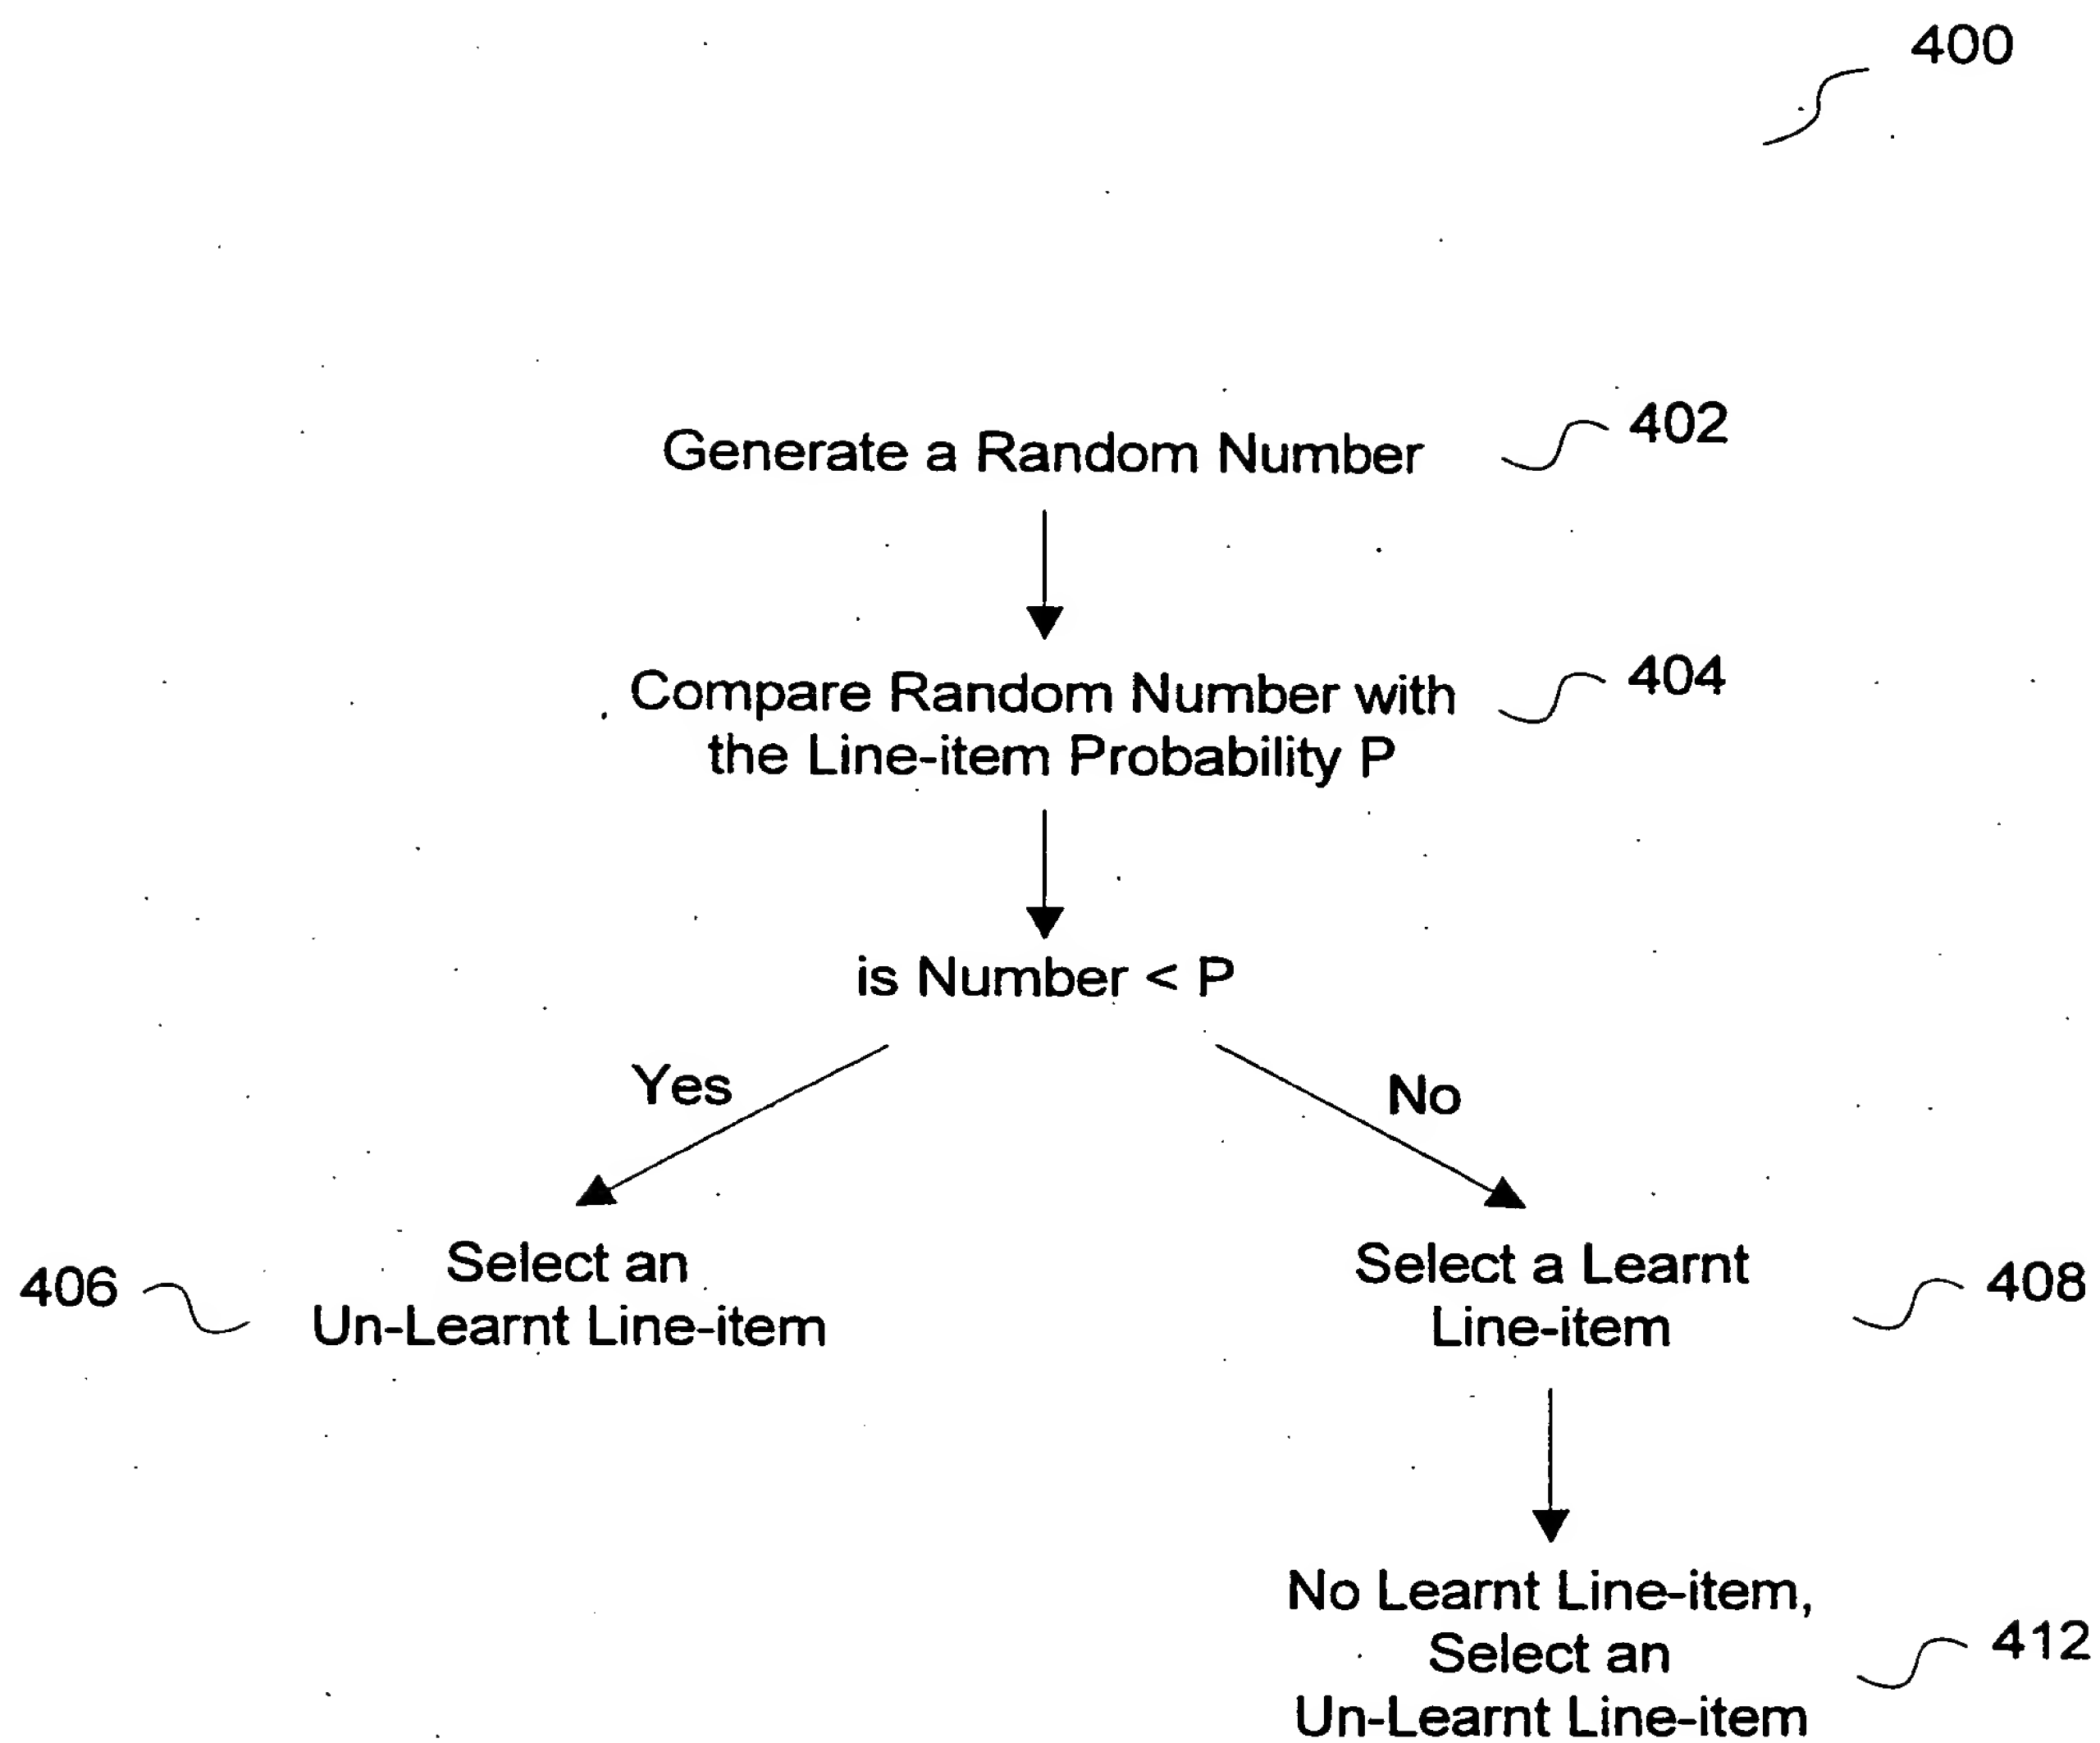 400
Generate a Random Number
402
Compare Random Number with
the Line-item Probability P
404
is Number < P
Yes
No
406
Select an
Un-Learnt Line-item
Select a Learnt
Line-item
408
No Learnt Line-item,
Select an
Un-Learnt Line-item
412